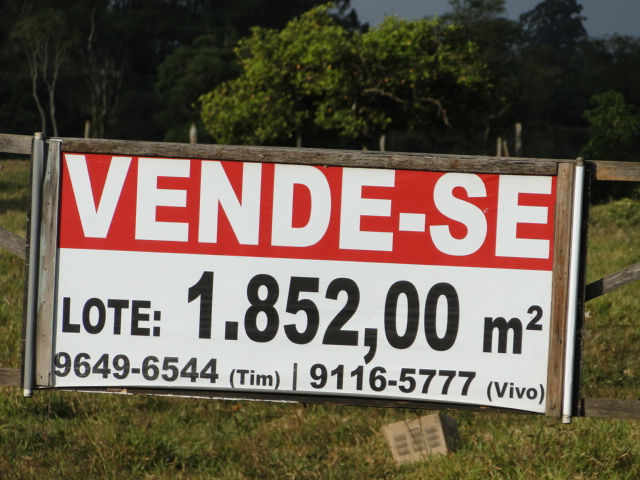 VENDE-SE
LOTE: 1.852,00 m²
9649-6544 (Tim) | 9116-5777 (Vivo)